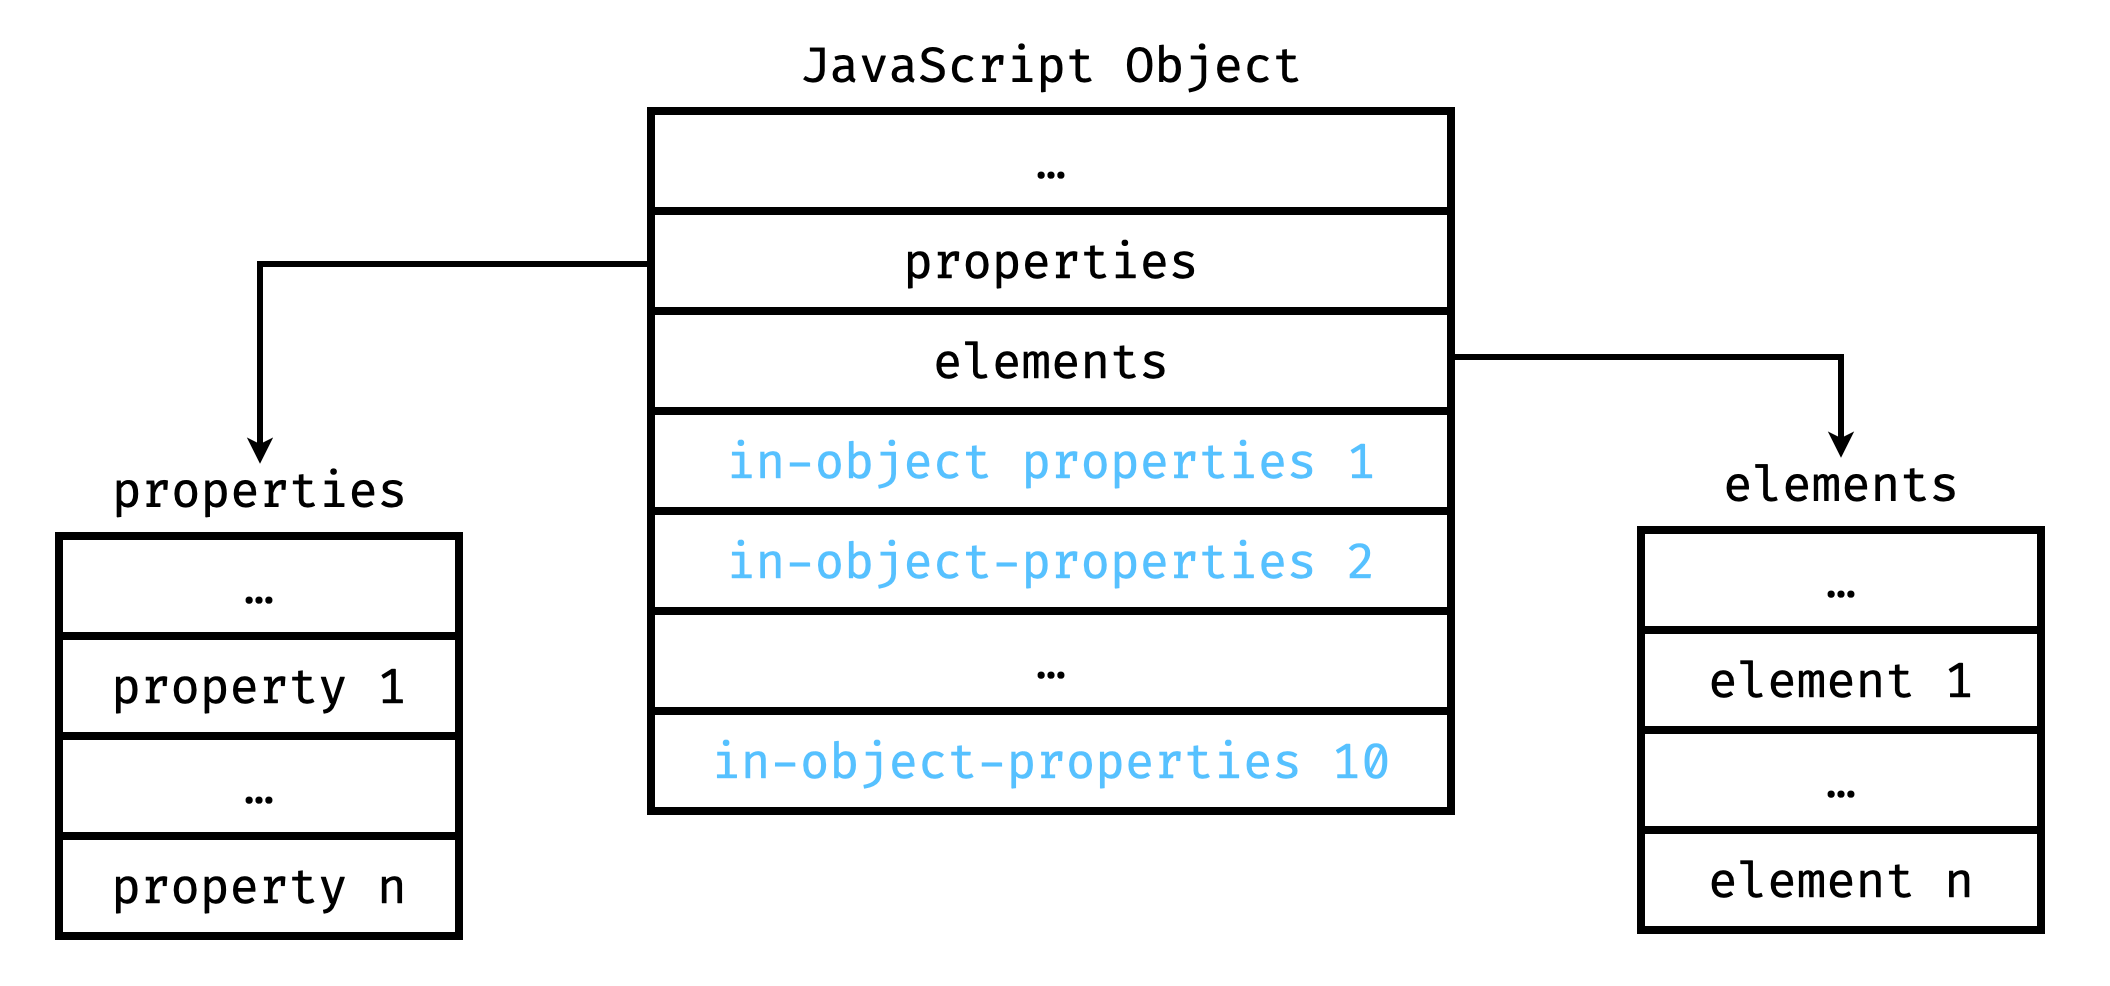 JavaScript Object
…
properties
elements
in-object properties 1
in-object-properties 2
…
in-object-properties 10
properties
…
property 1
…
property n
elements
…
element 1
…
element n